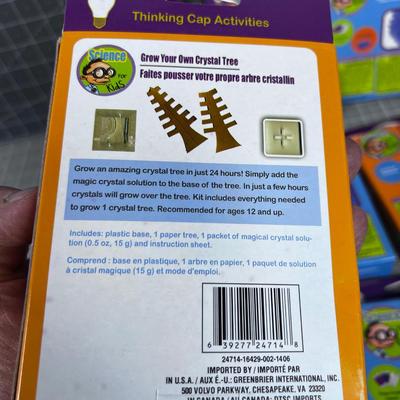 Thinking Cap Activities
Science
FOR
KIDS
Grow Your Own Crystal Tree
Faites pousser votre propre arbre cristallin
Grow an amazing crystal tree in just 24 hours! Simply add the
magic crystal solution to the base of the tree. In just a few hours
crystals will grow over the tree. Kit includes everything needed
to grow 1 crystal tree. Recommended for ages 12 and up.
Includes: plastic base, 1 paper tree, 1 packet of magical crystal solu-
tion (0.5 oz, 15 g) and instruction sheet.
Comprend : base en plastique, 1 arbre en papier, 1 paquet de solution
à cristal magique (15 g) et mode d'emploi.
6 39277 24714 8
24714-16429-002-1406
IMPORTED BY / IMPORTÉ PAR
IN U.S.A. / AUX É.-U.: GREENBRIER INTERNATIONAL, INC.
500 VOLVO PARKWAY, CHESAPEAKE, VA 23320
IN CANADA / AU CANADA: DTSC IMPORTS